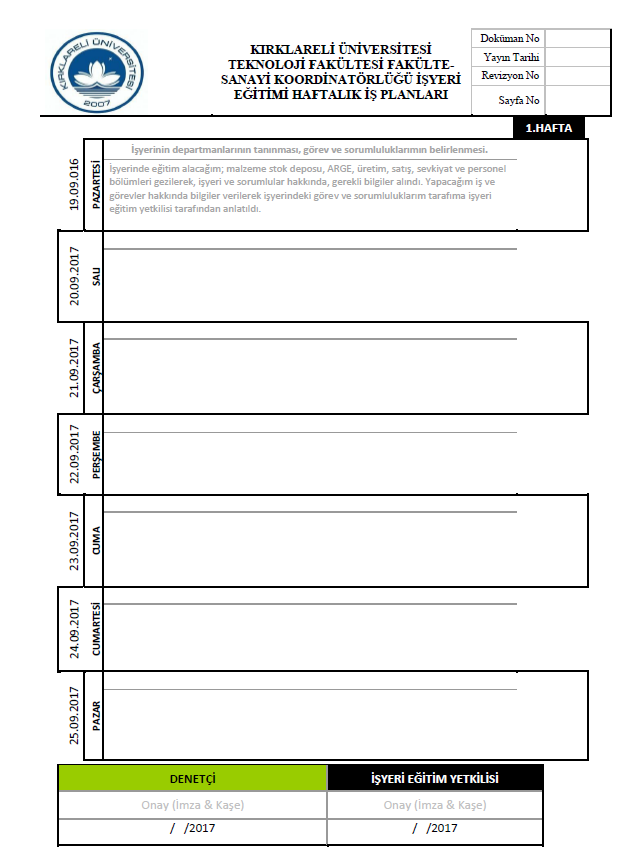 KIRKLARELİ ÜNİVERSİTESİ
2007
KIRKLARELİ ÜNİVERSİTESİ
TEKNOLOJİ FAKÜLTESİ FAKÜLTE-
SANAYİ KOORDİNATÖRLÜĞÜ İŞYERİ
EĞİTİMİ HAFTALIK İŞ PLANLARI
Doküman No
Yayın Tarihi
Revizyon No
Sayfa No
1.HAFTA
19.09.016
PAZARTESİ
İşyerinin departmanlarının tanınması, görev ve sorumluluklarımın belirlenmesi.
İşyerinde eğitim alacağım; malzeme stok deposu, ARGE, üretim, satış, sevkiyat ve personel
bölümleri gezilerek, işyeri ve sorumlular hakkında, gerekli bilgiler alındı. Yapacağım iş ve
görevler hakkında bilgiler verilerek işyerindeki görev ve sorumluluklarım tarafıma işyeri
eğitim yetkilisi tarafından anlatıldı.
20.09.2017
SALI
21.09.2017
ÇARŞAMBA
22.09.2017
PERŞEMBE
23.09.2017
CUMA
24.09.2017
CUMARTESİ
25.09.2017
PAZAR
DENETÇİ
İŞYERİ EĞİTİM YETKİLİSİ
Onay (İmza & Kaşe)
Onay (İmza & Kaşe)
/ /2017
/ /2017